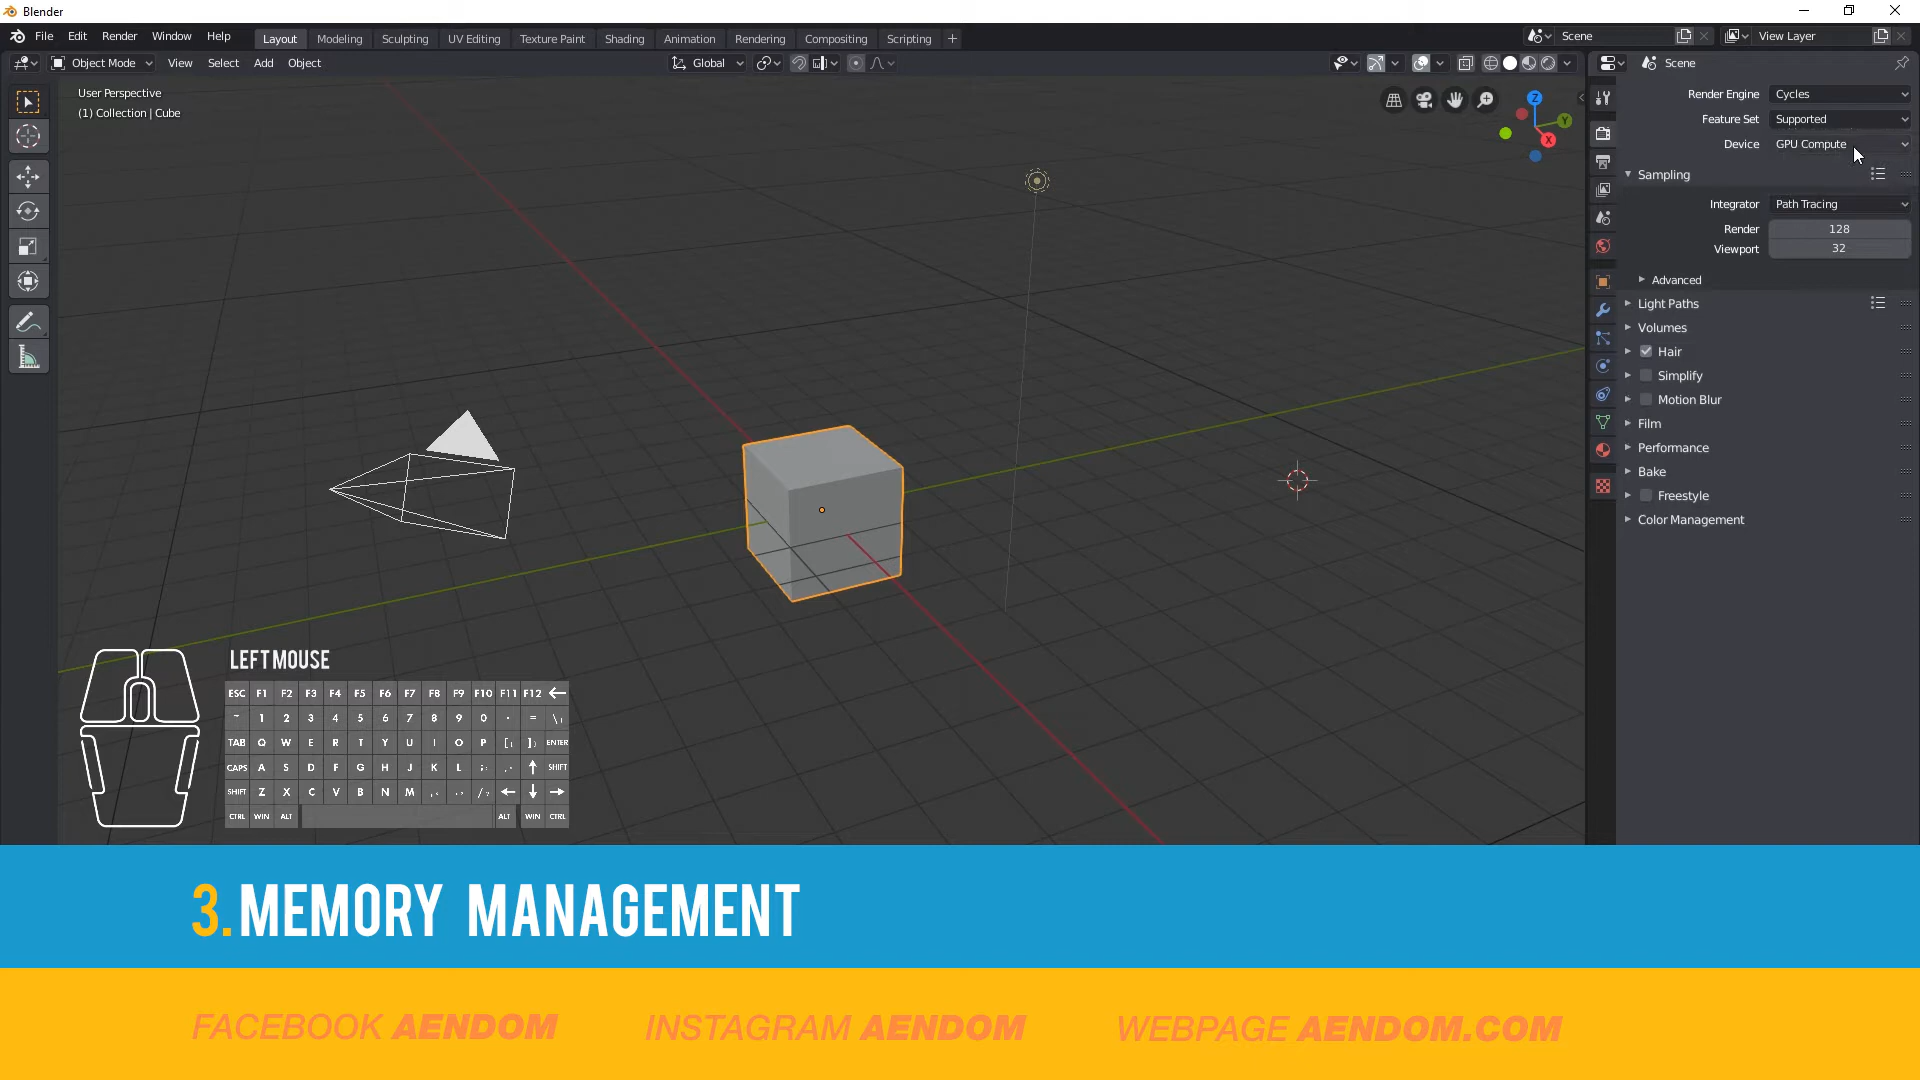 Blender
File Edit Render Window Help
Layout Modeling Sculpting UV Editing Texture Paint Shading Animation Rendering Compositing Scripting +
Scene
View Layer
Object Mode View Select Add Object
Global
Scene
User Perspective
(1) Collection | Cube
Z
Y
X
Render Engine Cycles
Feature Set Supported
Device GPU Compute
Sampling
Integrator Path Tracing
Render 128
Viewport 32
Advanced
Light Paths
Volumes
Hair
Simplify
Motion Blur
Film
Performance
Bake
Freestyle
Color Management
LEFTMOUSE
ESC F1 F2 F3 F4 F5 F6 F7 F8 F9 F10 F11 F12 ←
~ 1 2 3 4 5 6 7 8 9 0 - = \
TAB Q W E R T Y U I O P [ ] ENTER
CAPS A S D F G H J K L ; ↑ SHIFT
SHIFT Z X C V B N M / ← ↓ →
CTRL WIN ALT ALT WIN CTRL
3. MEMORY MANAGEMENT
FACEBOOK AENDOM INSTAGRAM AENDOM WEBPAGE AENDOM.COM